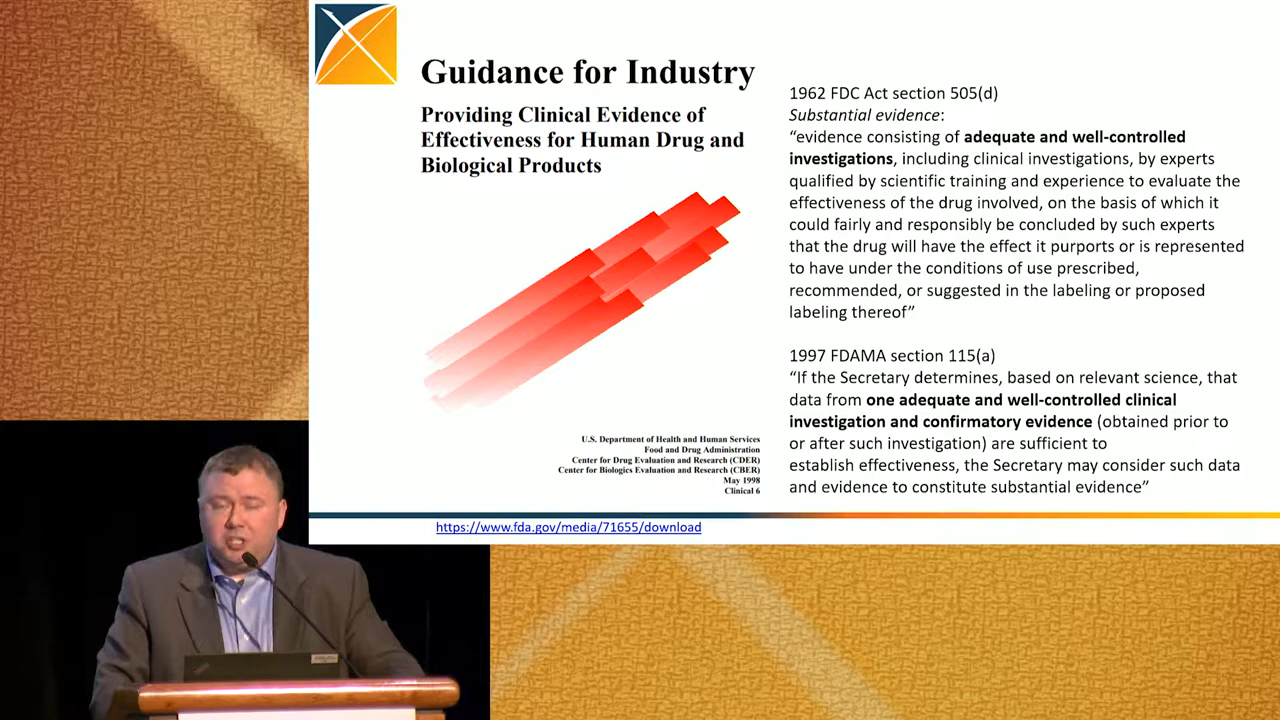 Guidance for Industry
Providing Clinical Evidence of
Effectiveness for Human Drug and
Biological Products
U.S. Department of Health and Human Services
Food and Drug Administration
Center for Drug Evaluation and Research (CDER)
Center for Biologics Evaluation and Research (CBER)
May 1998
Clinical 6
https://www.fda.gov/media/71655/download
1962 FDC Act section 505(d)
Substantial evidence:
“evidence consisting of adequate and well-controlled
investigations, including clinical investigations, by experts
qualified by scientific training and experience to evaluate the
effectiveness of the drug involved, on the basis of which it
could fairly and responsibly be concluded by such experts
that the drug will have the effect it purports or is represented
to have under the conditions of use prescribed,
recommended, or suggested in the labeling or proposed
labeling thereof”
1997 FDAMA section 115(a)
“If the Secretary determines, based on relevant science, that
data from one adequate and well-controlled clinical
investigation and confirmatory evidence (obtained prior to
or after such investigation) are sufficient to
establish effectiveness, the Secretary may consider such data
and evidence to constitute substantial evidence”